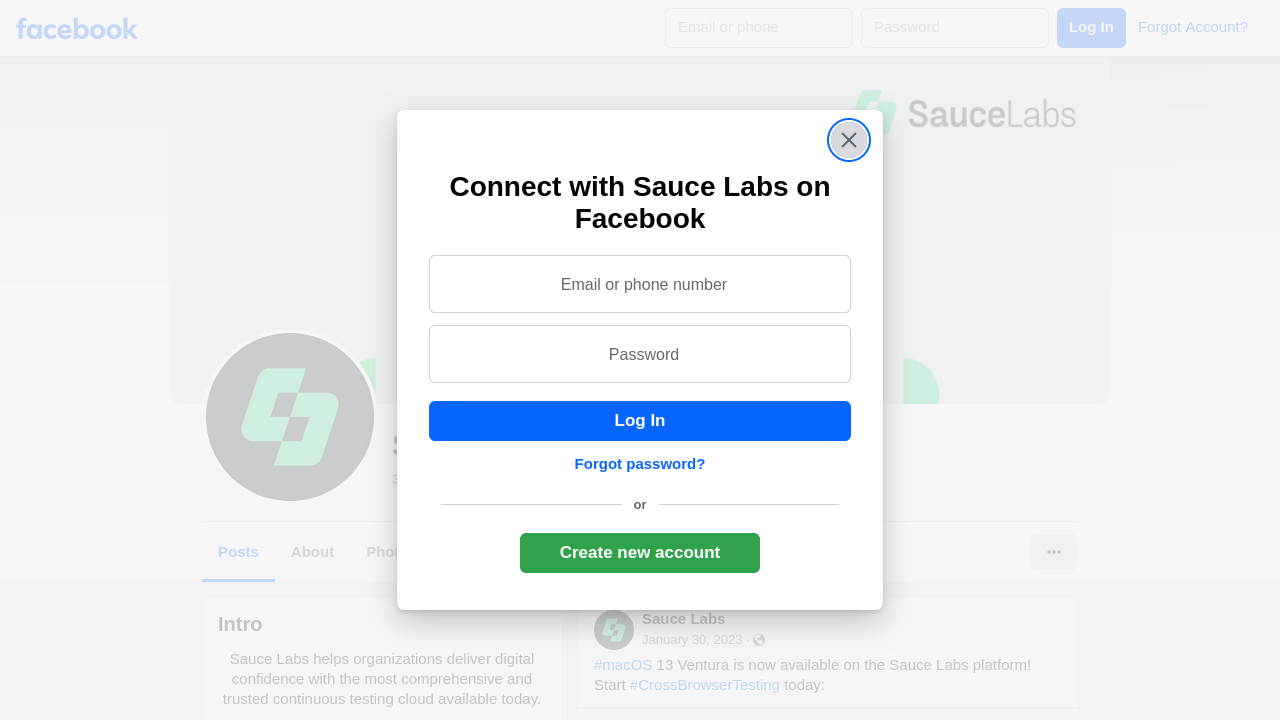 facebook
Email or phone
Password
Log In
Forgot Account?
SauceLabs
Connect with Sauce Labs on
Facebook
Email or phone number
Password
Log In
Forgot password?
or
Create new account
Posts
About
Intro
Sauce Labs helps organizations deliver digital
confidence with the most comprehensive and
trusted continuous testing cloud available today.
Sauce Labs
January 30, 2023 ·
#macOS 13 Ventura is now available on the Sauce Labs platform!
Start #CrossBrowserTesting today: